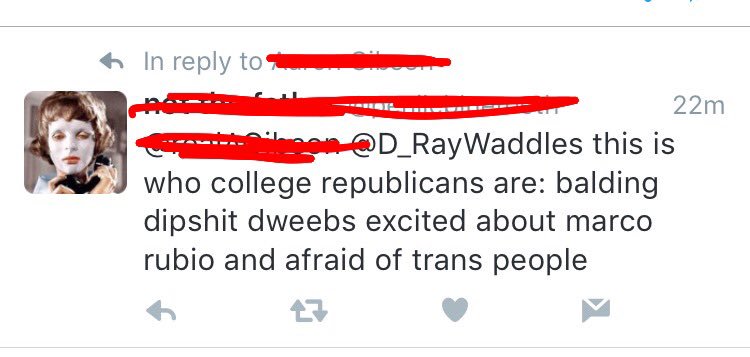 In reply to
22m
@D_RayWaddles this is
who college republicans are: balding
dipshit dweebs excited about marco
rubio and afraid of trans people